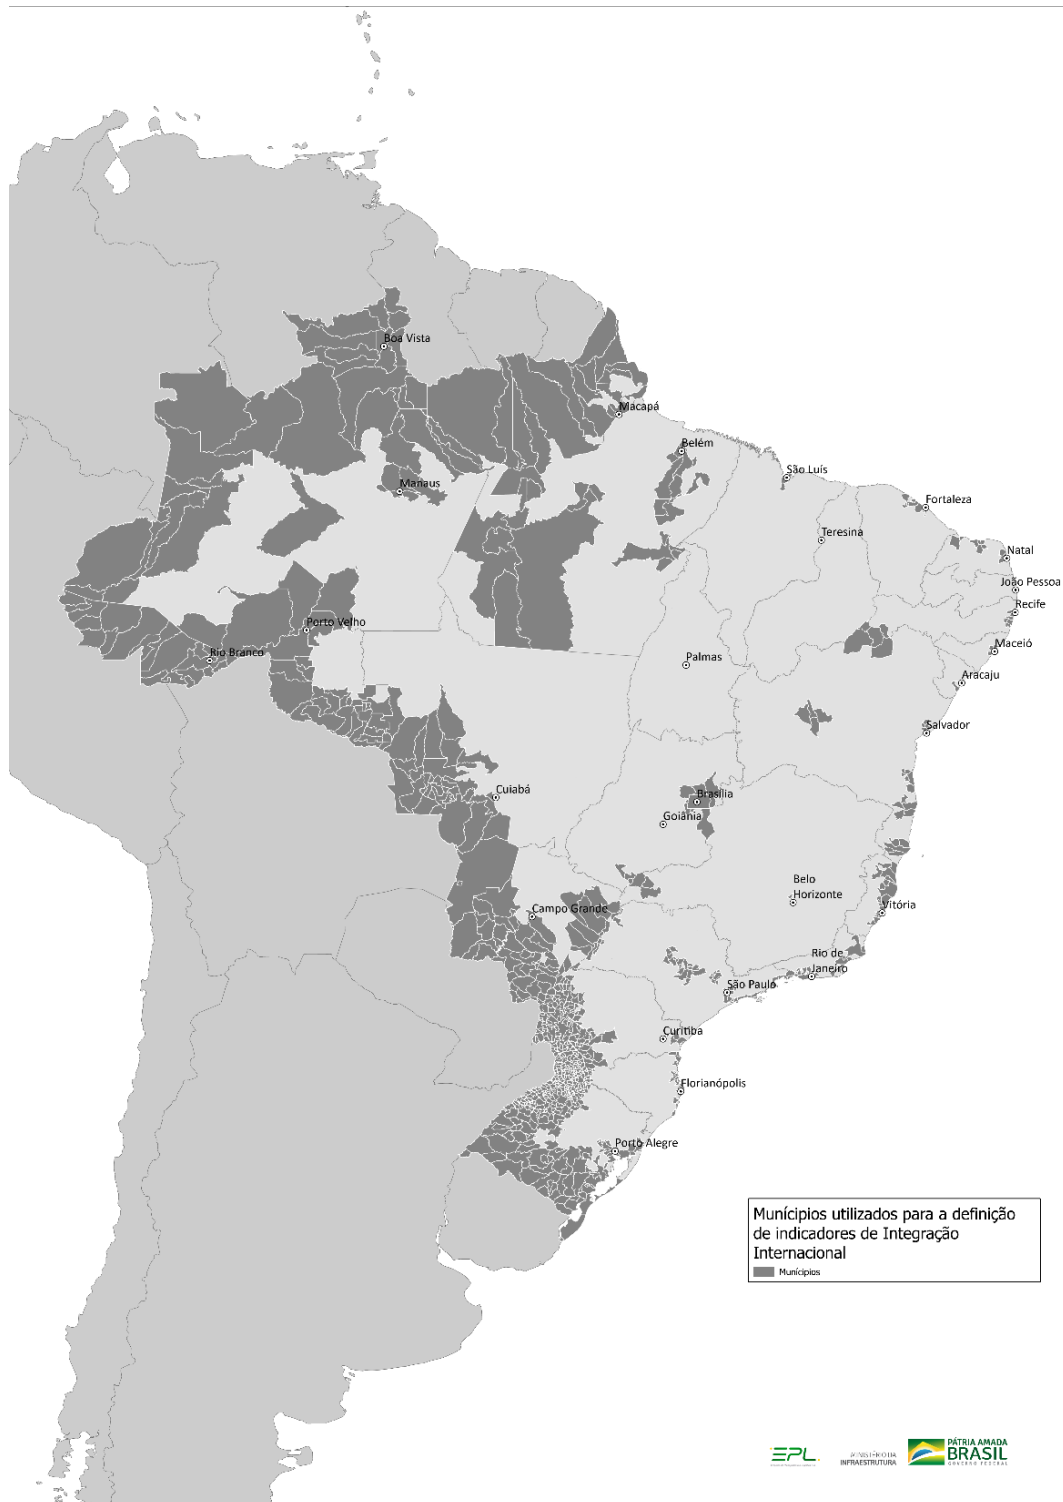 Boa Vista
Macapá
Belém
São Luís
Manaus
Fortaleza
Teresina
Natal
João Pessoa
Recife
Porto Velho
Rio Branco
Maceió
Palmas
Aracaju
Salvador
Cuiabá
Brasília
Goiânia
Belo
Horizonte
Campo Grande
Vitória
Rio de
Janeiro
São Paulo
Curitiba
Florianópolis
Porto Alegre
Munícipios utilizados para a definição
de indicadores de Integração
Internacional
Munícipios
EPL
MINISTÉRIO DA
INFRAESTRUTURA
PÁTRIA AMADA
BRASIL
GOVERNO FEDERAL